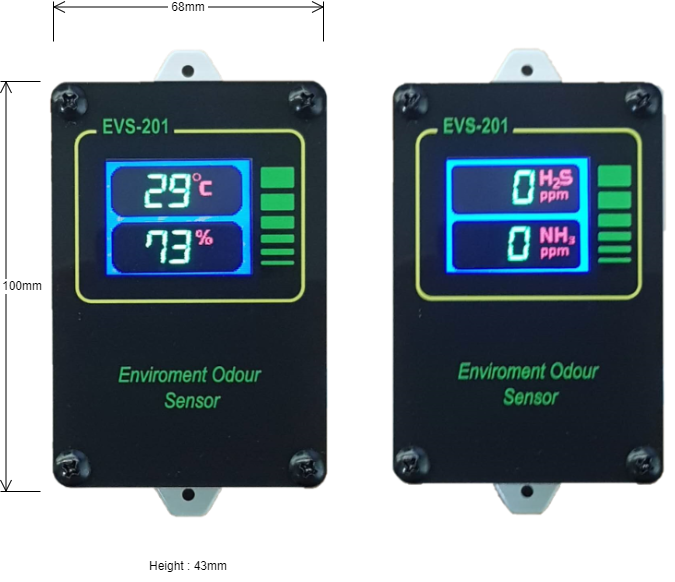 68mm
EVS-201
29°C
73%
Enviroment Odour
Sensor
EVS-201
0 H₂S
ppm
0 NH₃
ppm
Enviroment Odour
Sensor
100mm
Height : 43mm